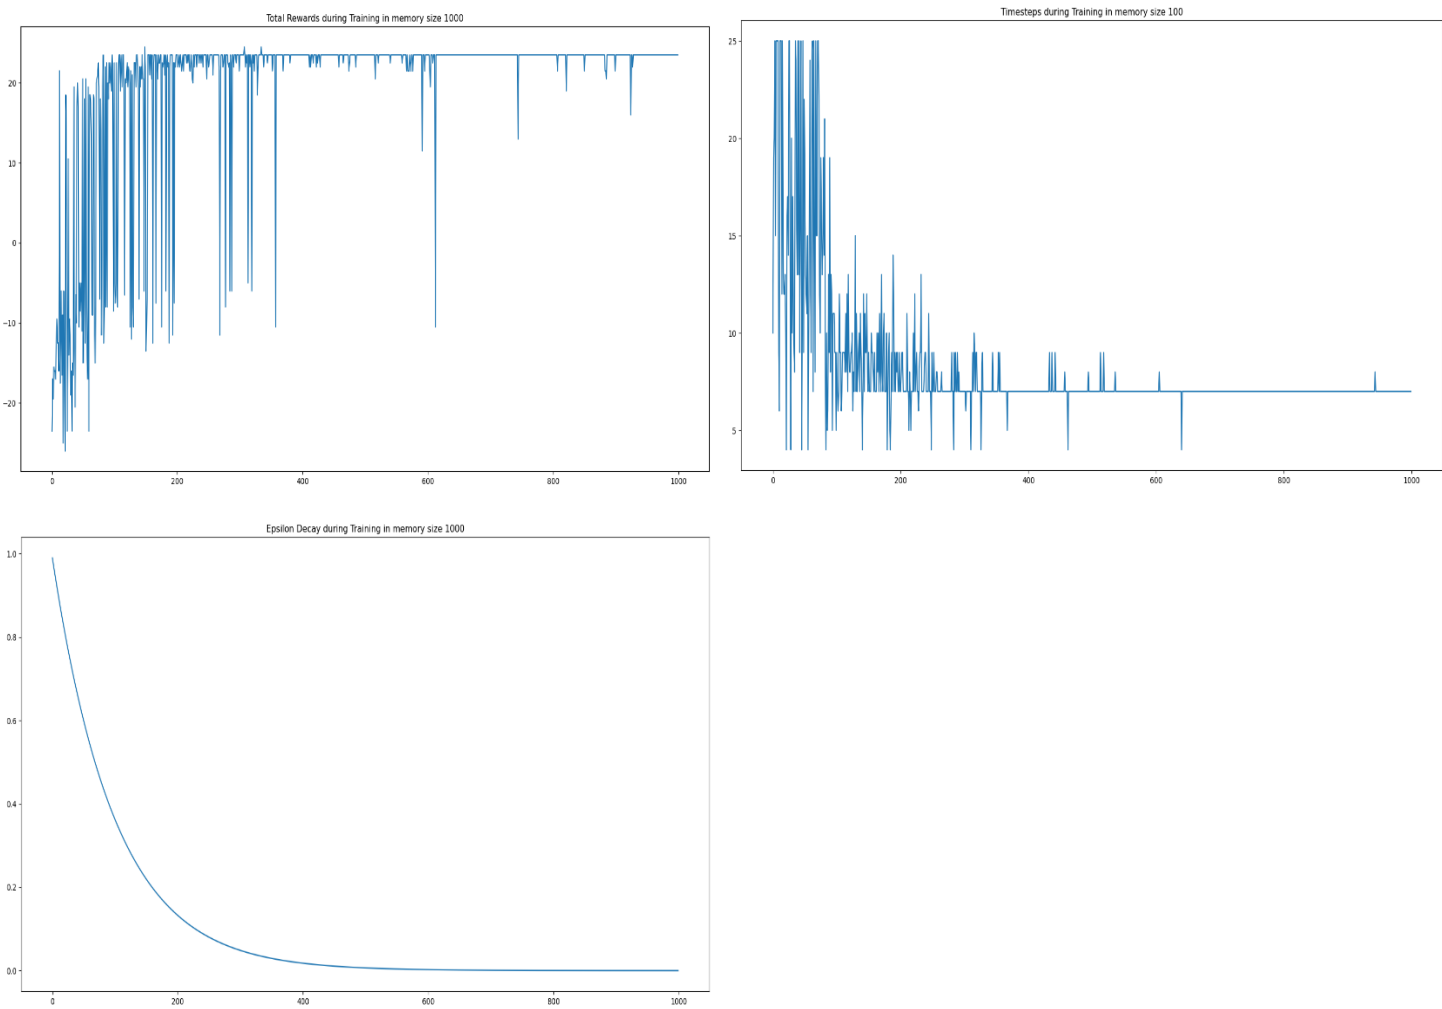 Total Rewards during Training in memory size 1000
20
10
0
−10
−20
0 200 400 600 800 1000
Timesteps during Training in memory size 100
25
20
15
10
5
0 200 400 600 800 1000
Epsilon Decay during Training in memory size 1000
1.0
0.8
0.6
0.4
0.2
0.0
0 200 400 600 800 1000